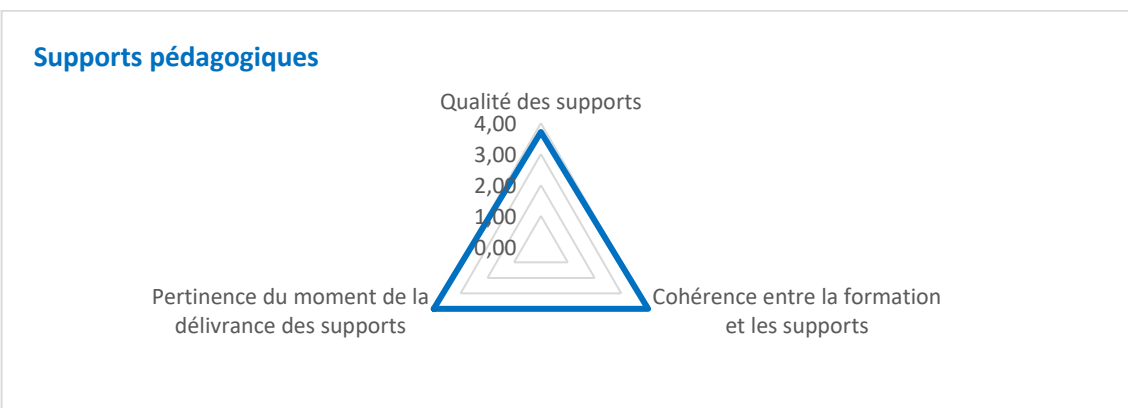 Supports pédagogiques
Qualité des supports
4,00
3,00
2,00
1,00
0,00
Pertinence du moment de la
délivrance des supports
Cohérence entre la formation
et les supports